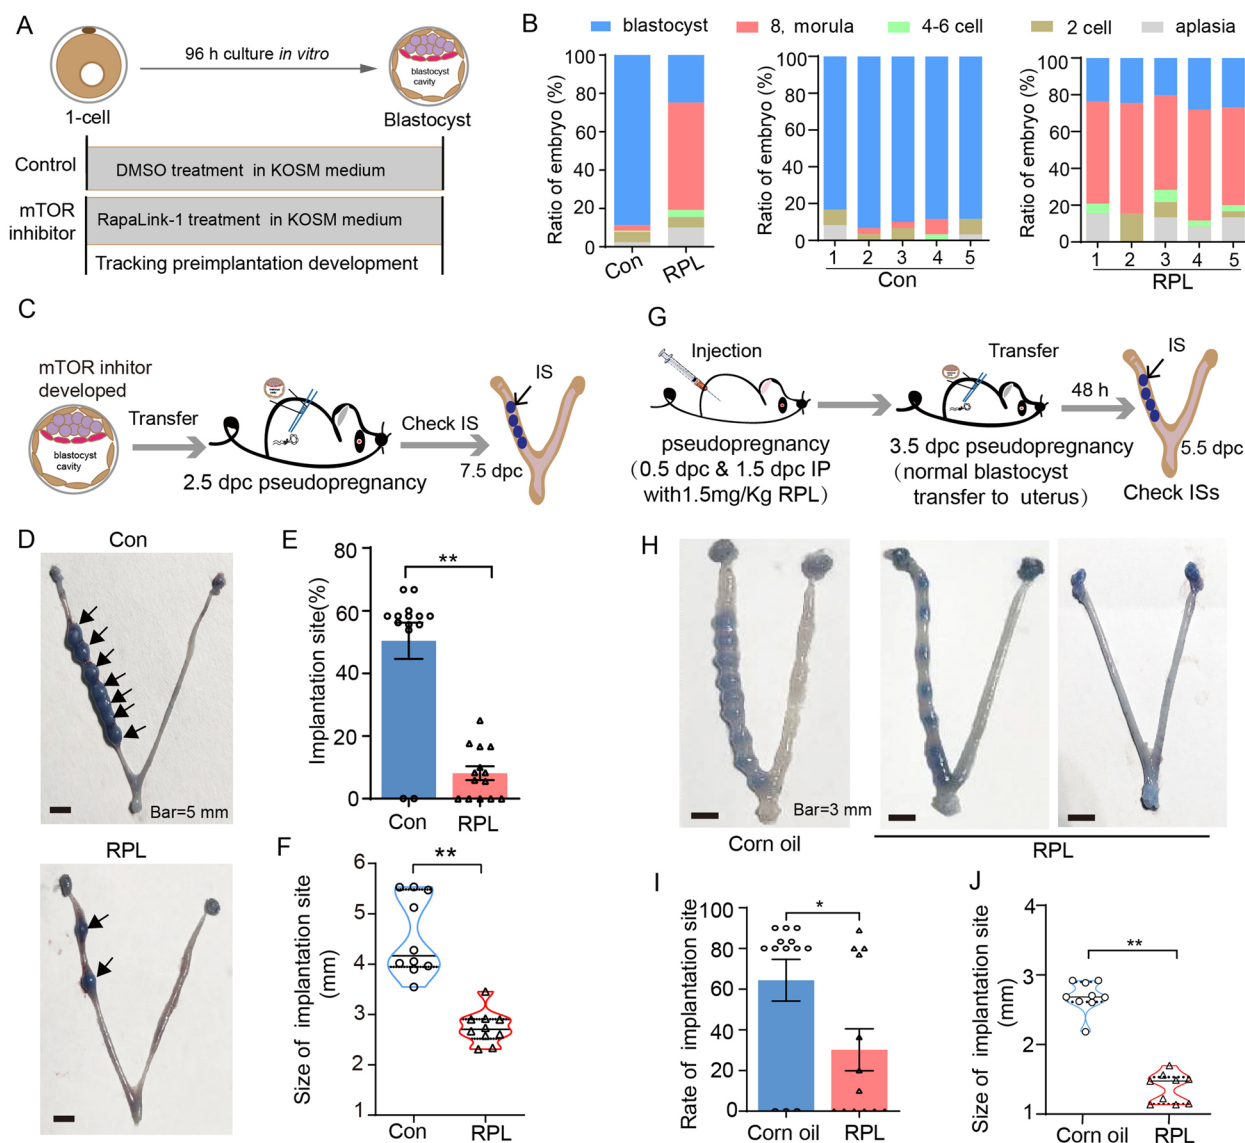 A
96 h culture in vitro
blastocyst
cavity
1-cell
Blastocyst
Control
DMSO treatment in KOSM medium
mTOR
inhibitor
RapaLink-1 treatment in KOSM medium
Tracking preimplantation development
B
blastocyst
8, morula
4-6 cell
2 cell
aplasia
Ratio of embryo (%)
100
80
60
40
20
0
Con
RPL
Ratio of embryo (%)
100
80
60
40
20
0
1 2 3 4 5
Con
Ratio of embryo (%)
100
80
60
40
20
0
1 2 3 4 5
RPL
C
mTOR inhitor
developed
blastocyst
cavity
Transfer
2.5 dpc pseudopregnancy
Check IS
IS
7.5 dpc
G
Injection
pseudopregnancy
(0.5 dpc & 1.5 dpc IP
with1.5mg/Kg RPL)
Transfer
3.5 dpc pseudopregnancy
(normal blastocyst
transfer to uterus)
48 h
IS
5.5 dpc
Check ISs
D
Con
Bar=5 mm
RPL
E
Implantation site(%)
80
60
40
20
0
**
Con
RPL
F
Size of implantation site
(mm)
6
5
4
3
2
1
**
Con
RPL
H
Bar=3 mm
Corn oil
RPL
I
Rate of implantation site
100
80
60
40
20
0
*
Corn oil
RPL
J
Size of implantation site
(mm)
4
3
2
1
**
Corn oil
RPL